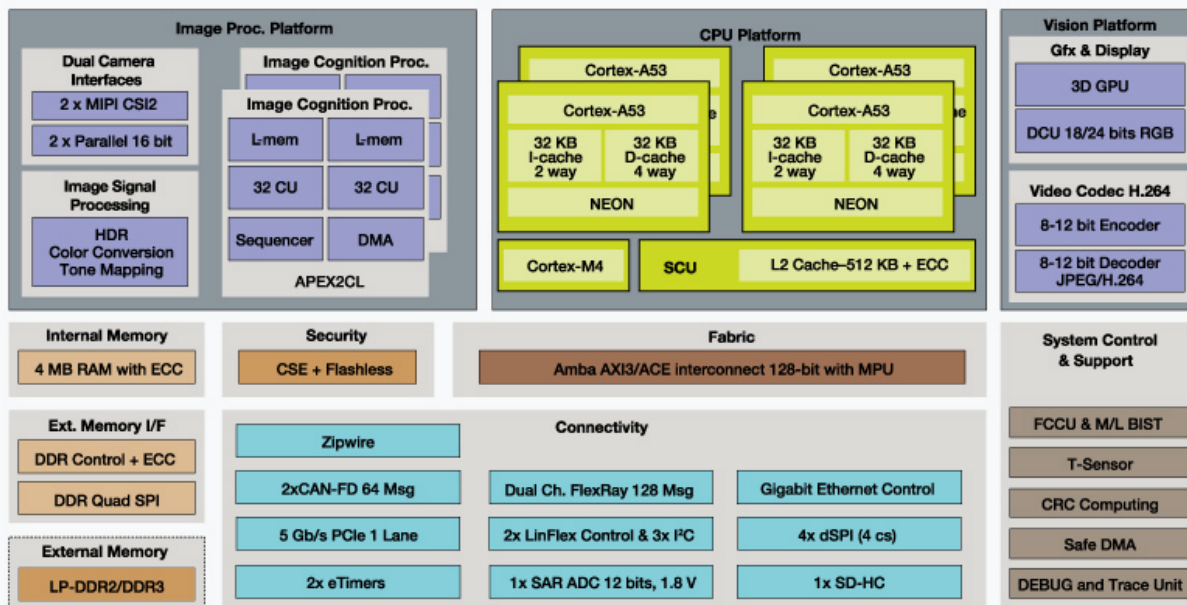 Image Proc. Platform
Dual Camera
Interfaces
2 x MIPI CSI2
2 x Parallel 16 bit
Image Signal
Processing
HDR
Color Conversion
Tone Mapping
Image Cognition Proc.
Image Cognition Proc.
L-mem
L-mem
32 CU
32 CU
Sequencer
DMA
APEX2CL
CPU Platform
Cortex-A53
Cortex-A53
32 KB
I-cache
2 way
32 KB
D-cache
4 way
NEON
Cortex-A53
Cortex-A53
32 KB
I-cache
2 way
32 KB
D-cache
4 way
NEON
Cortex-M4
SCU
L2 Cache–512 KB + ECC
Vision Platform
Gfx & Display
3D GPU
DCU 18/24 bits RGB
Video Codec H.264
8-12 bit Encoder
8-12 bit Decoder
JPEG/H.264
Internal Memory
4 MB RAM with ECC
Security
CSE + Flashless
Fabric
Amba AXI3/ACE interconnect 128-bit with MPU
Ext. Memory I/F
DDR Control + ECC
DDR Quad SPI
External Memory
LP-DDR2/DDR3
Connectivity
Zipwire
2xCAN-FD 64 Msg
Dual Ch. FlexRay 128 Msg
Gigabit Ethernet Control
5 Gb/s PCIe 1 Lane
2x LinFlex Control & 3x I²C
4x dSPI (4 cs)
2x eTimers
1x SAR ADC 12 bits, 1.8 V
1x SD-HC
System Control
& Support
FCCU & M/L BIST
T-Sensor
CRC Computing
Safe DMA
DEBUG and Trace Unit